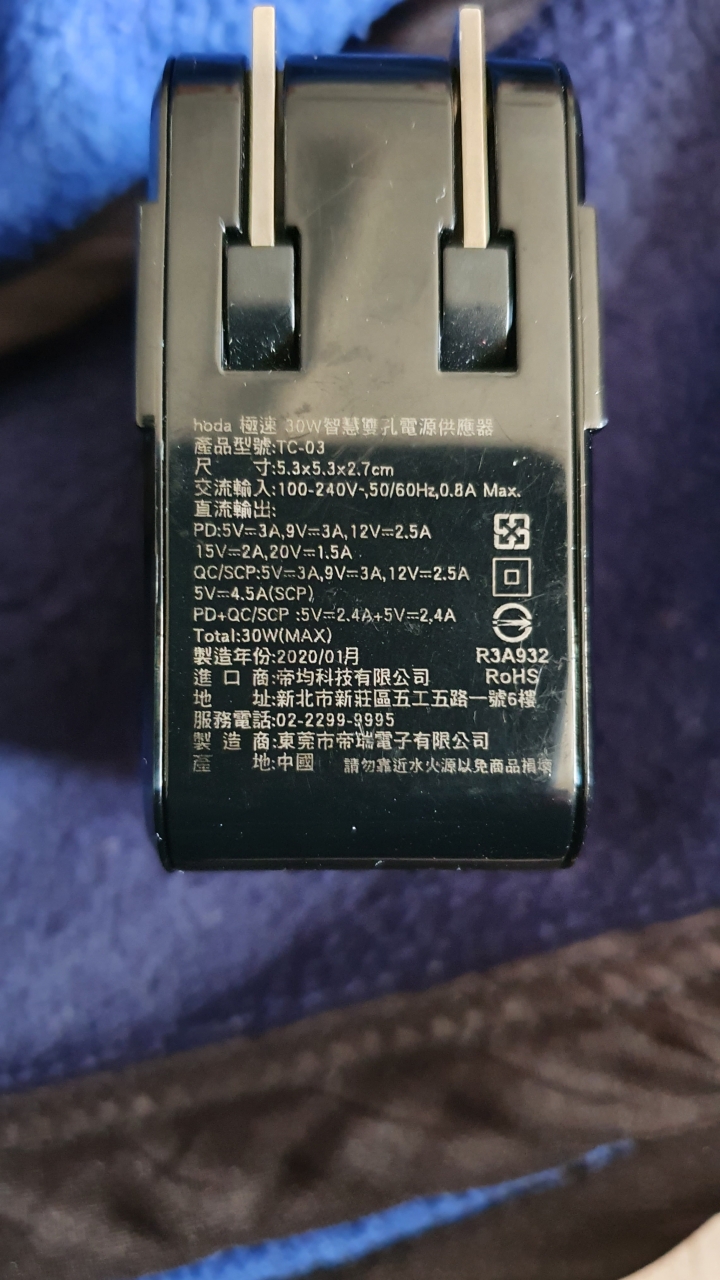 hoda 極速 30W智慧雙孔電源供應器
產品型號:TC-03
尺 寸:5.3x5.3x2.7cm
交流輸入:100-240V~,50/60Hz,0.8A Max.
直流輸出:
PD:5V⎓3A,9V⎓3A,12V⎓2.5A
15V⎓2A,20V⎓1.5A
QC/SCP:5V⎓3A,9V⎓3A,12V⎓2.5A
5V⎓4.5A(SCP)
PD+QC/SCP :5V⎓2.4A+5V⎓2.4A
Total:30W(MAX)
製造年份:2020/01月
R3A932
進 口 商:帝均科技有限公司
RoHS
地 址:新北市新莊區五工五路一號6樓
服務電話:02-2299-9995
製 造 商:東莞市帝瑞電子有限公司
產 地:中國 請勿靠近水火源以免商品損壞